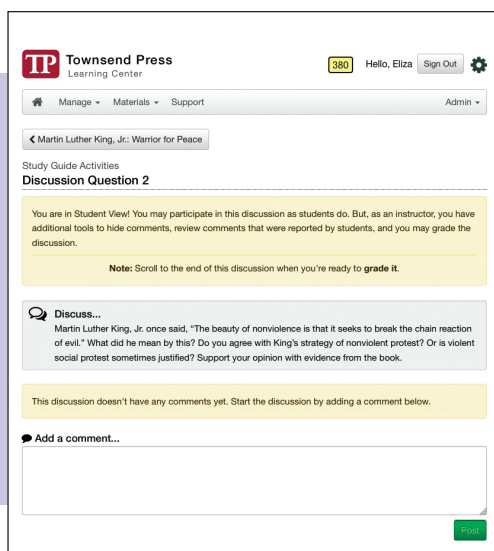 TP
Townsend Press
Learning Center
380
Hello, Eliza
Sign Out
Manage
Materials
Support
Admin
Martin Luther King, Jr.: Warrior for Peace
Study Guide Activities
Discussion Question 2
You are in Student View! You may participate in this discussion as students do. But, as an instructor, you have
additional tools to hide comments, review comments that were reported by students, and you may grade the
discussion.
Note: Scroll to the end of this discussion when you're ready to grade it.
Discuss...
Martin Luther King, Jr. once said, “The beauty of nonviolence is that it seeks to break the chain reaction
of evil.” What did he mean by this? Do you agree with King’s strategy of nonviolent protest? Or is violent
social protest sometimes justified? Support your opinion with evidence from the book.
This discussion doesn't have any comments yet. Start the discussion by adding a comment below.
Add a comment...
Post